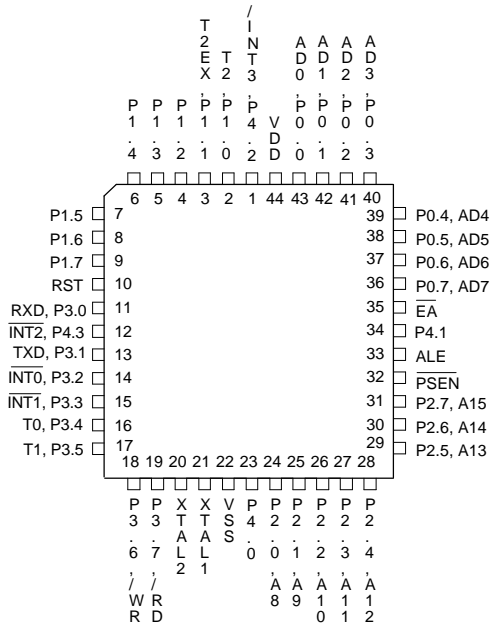 P1.4
P1.3
P1.2
T2EX,P1.1
T2,P1.0
/INT3,P4.2
VDD
AD0,P0.0
AD1,P0.1
AD2,P0.2
AD3,P0.3
6 5 4 3 2 1 44 43 42 41 40
P1.5 7
P1.6 8
P1.7 9
RST 10
RXD, P3.0 11
INT2, P4.3 12
TXD, P3.1 13
INT0, P3.2 14
INT1, P3.3 15
T0, P3.4 16
T1, P3.5 17
39 P0.4, AD4
38 P0.5, AD5
37 P0.6, AD6
36 P0.7, AD7
35 EA
34 P4.1
33 ALE
32 PSEN
31 P2.7, A15
30 P2.6, A14
29 P2.5, A13
18 19 20 21 22 23 24 25 26 27 28
P3.6,/WR
P3.7,/RD
XTAL2
XTAL1
VSS
P4.0
P2.0,A8
P2.1,A9
P2.2,A10
P2.3,A11
P2.4,A12